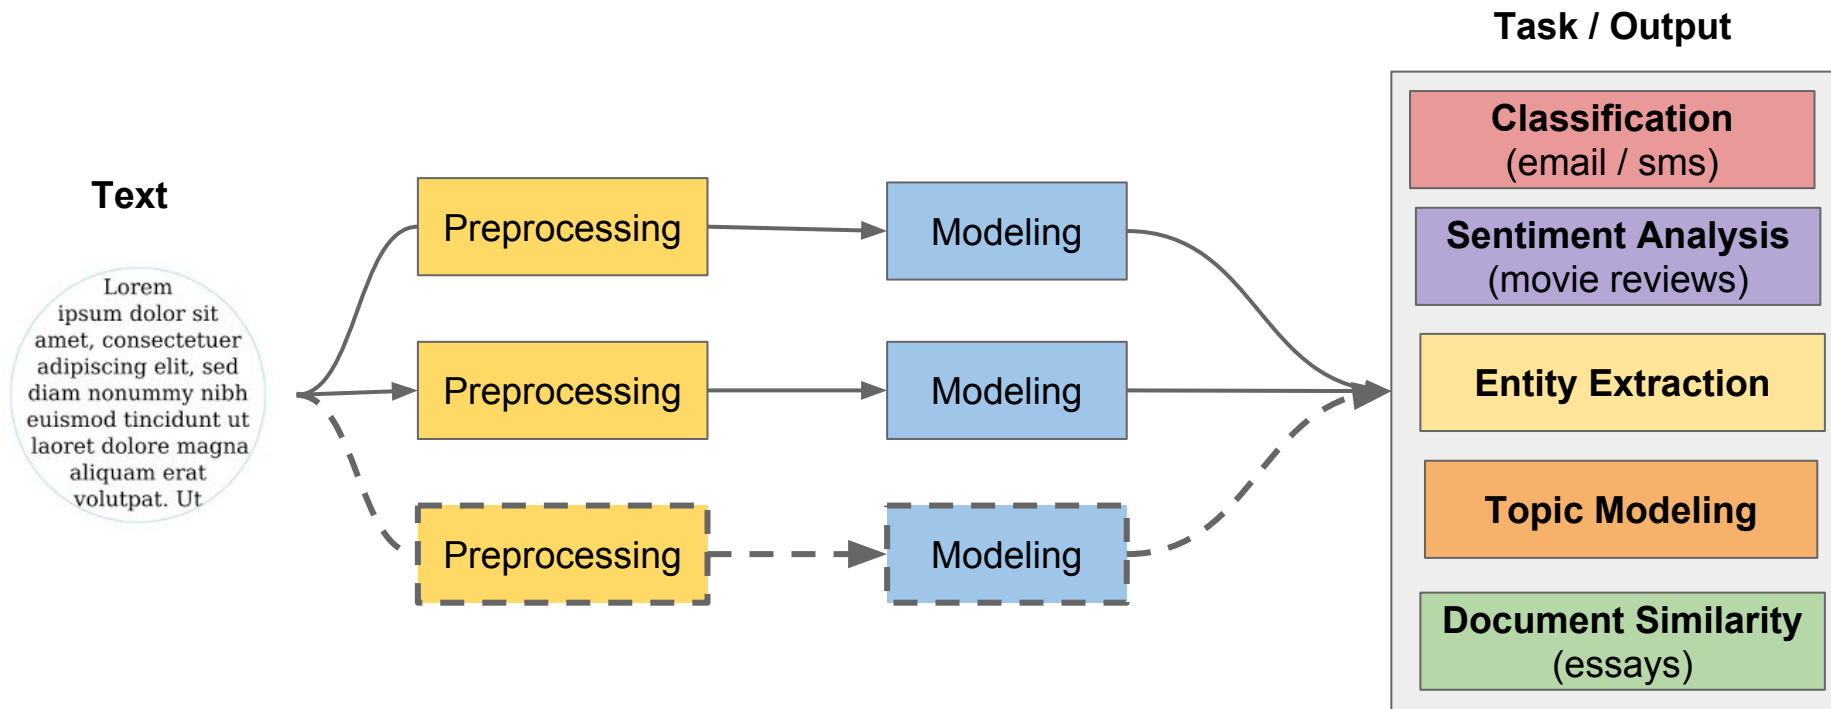 Task / Output
Text
Lorem
ipsum dolor sit
amet, consectetuer
adipiscing elit, sed
diam nonummy nibh
euismod tincidunt ut
laoret dolore magna
aliquam erat
volutpat. Ut
Preprocessing
Modeling
Preprocessing
Modeling
Preprocessing
Modeling
Classification
(email / sms)
Sentiment Analysis
(movie reviews)
Entity Extraction
Topic Modeling
Document Similarity
(essays)